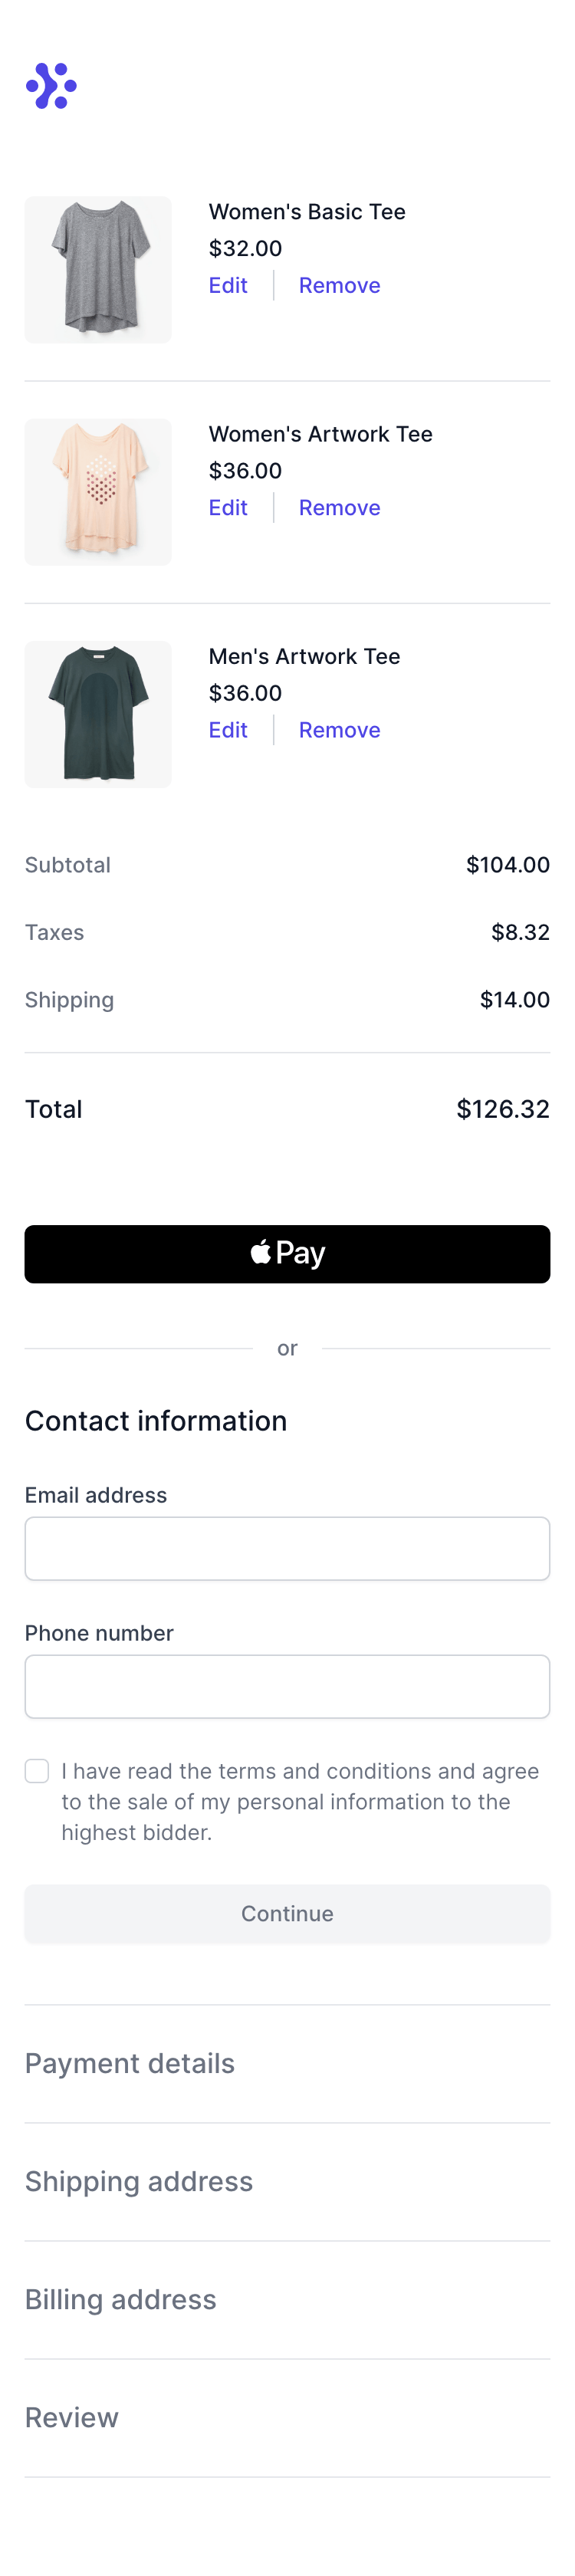 Women's Basic Tee
$32.00
Edit Remove
Women's Artwork Tee
$36.00
Edit Remove
Men's Artwork Tee
$36.00
Edit Remove
Subtotal $104.00
Taxes $8.32
Shipping $14.00
Total $126.32
Pay
or
Contact information
Email address
Phone number
I have read the terms and conditions and agree
to the sale of my personal information to the
highest bidder.
Continue
Payment details
Shipping address
Billing address
Review